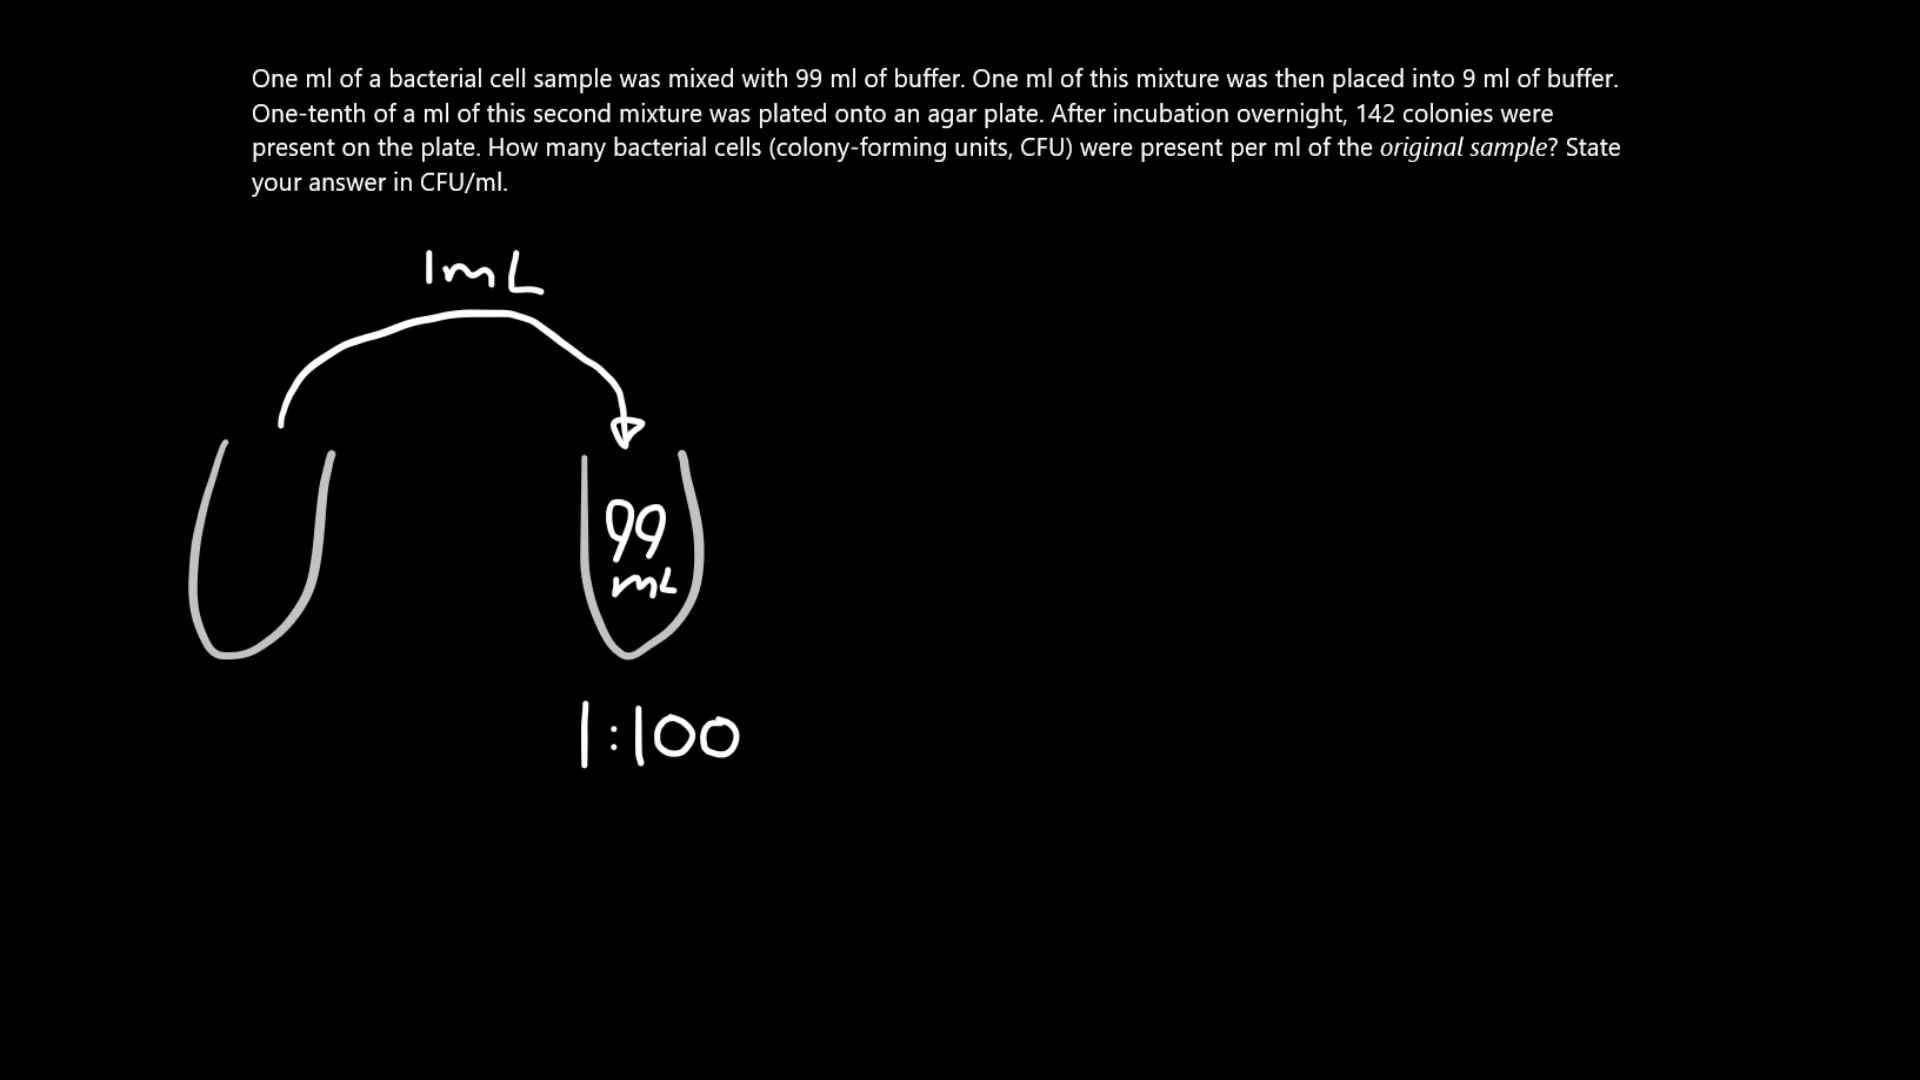 One ml of a bacterial cell sample was mixed with 99 ml of buffer. One ml of this mixture was then placed into 9 ml of buffer.
One-tenth of a ml of this second mixture was plated onto an agar plate. After incubation overnight, 142 colonies were
present on the plate. How many bacterial cells (colony-forming units, CFU) were present per ml of the original sample? State
your answer in CFU/ml.
1mL
99
mL
1:100